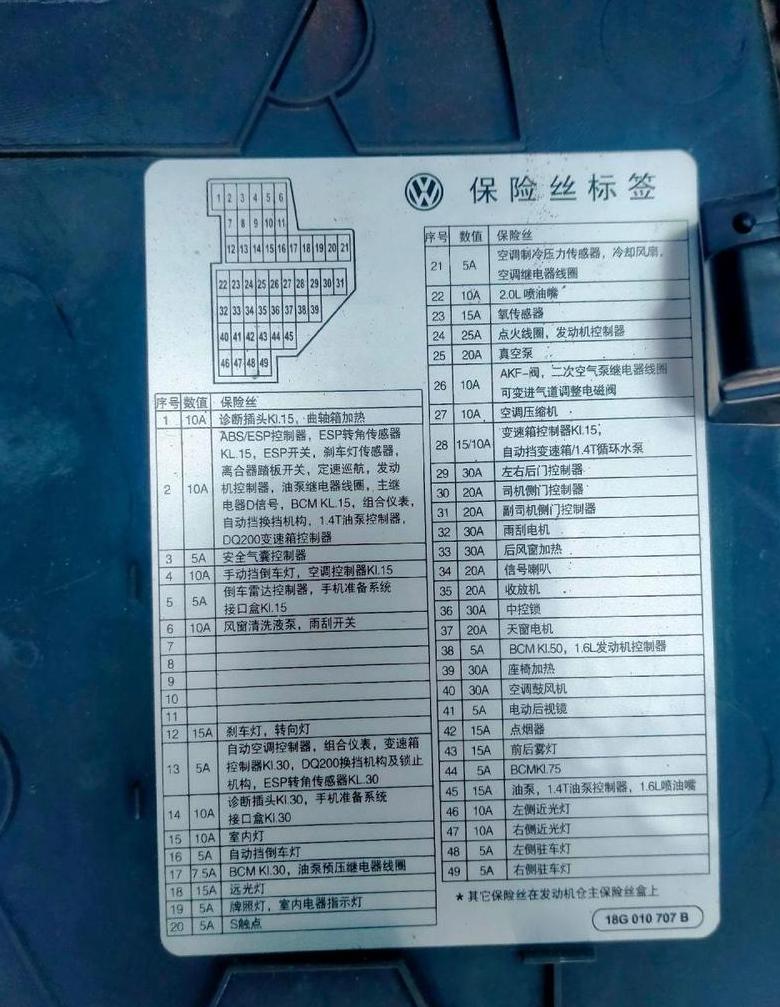 保险丝标签
1 2 3 4 5 6
7 8 9 10 11
12 13 14 15 16 17 18 19 20 21
22 23 24 25 26 27 28 29 30 31
32 33 34 35 36 37 38 39
40 41 42 43 44 45
46 47 48 49
序号 数值 保险丝
1 10A 诊断插头Kl.15, 曲轴箱加热
2 10A ABS/ESP控制器, ESP转角传感器
KL.15, ESP开关, 刹车灯传感器,
离合器踏板开关, 定速巡航, 发动
机控制器, 油泵继电器线圈, 主继
电器D信号, BCM KL.15, 组合仪表,
自动挡换挡机构, 1.4T油泵控制器,
DQ200变速箱控制器
3 5A 安全气囊控制器
4 10A 手动挡倒车灯, 空调控制器Kl.15
5 5A 倒车雷达控制器, 手机准备系统
接口盒Kl.15
6 10A 风窗清洗液泵, 雨刮开关
7
8
9
10
11
12 15A 刹车灯, 转向灯
13 5A 自动空调控制器, 组合仪表, 变速箱
控制器Kl.30, DQ200换挡机构及锁止
机构, ESP转角传感器KL.30
14 10A 诊断插头Kl.30, 手机准备系统
接口盒Kl.30
15 10A 室内灯
16 5A 自动挡倒车灯
17 7.5A BCM Kl.30, 油泵预压继电器线圈
18 15A 远光灯
19 5A 牌照灯, 室内电器指示灯
20 5A S触点
序号 数值 保险丝
21 5A 空调制冷压力传感器, 冷却风扇,
空调继电器线圈
22 10A 2.0L喷油嘴
23 15A 氧传感器
24 25A 点火线圈, 发动机控制器
25 20A 真空泵
26 10A AKF-阀, 二次空气泵继电器线圈
可变进气道调整电磁阀
27 10A 空调压缩机
28 15/10A 变速箱控制器Kl.15,
自动挡变速箱/1.4T循环水泵
29 30A 左右后门控制器
30 20A 司机侧门控制器
31 20A 副司机侧门控制器
32 30A 雨刮电机
33 30A 后风窗加热
34 20A 信号喇叭
35 20A 收放机
36 30A 中控锁
37 20A 天窗电机
38 5A BCM Kl.50, 1.6L发动机控制器
39 30A 座椅加热
40 30A 空调鼓风机
41 5A 电动后视镜
42 15A 点烟器
43 15A 前后雾灯
44 5A BCMKl.75
45 15A 油泵, 1.4T油泵控制器, 1.6L喷油嘴
46 10A 左侧近光灯
47 10A 右侧近光灯
48 5A 左侧驻车灯
49 5A 右侧驻车灯
* 其它保险丝在发动机仓主保险丝盒上
18G 010 707 B